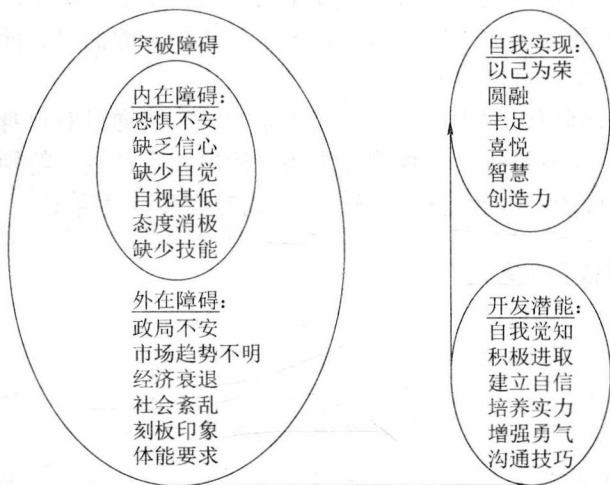 突破障碍
内在障碍：
恐惧不安
缺乏信心
缺少自觉
自视甚低
态度消极
缺少技能
外在障碍：
政局不安
市场趋势不明
经济衰退
社会紊乱
刻板印象
体能要求
自我实现：
以己为荣
圆融
丰足
喜悦
智慧
创造力
开发潜能：
自我觉知
积极进取
建立自信
培养实力
增强勇气
沟通技巧